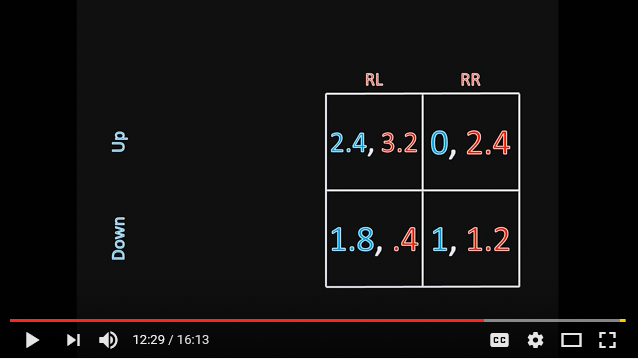 RL RR
Up 2.4, 3.2 0, 2.4
Down 1.8, .4 1, 1.2
12:29 / 16:13 CC